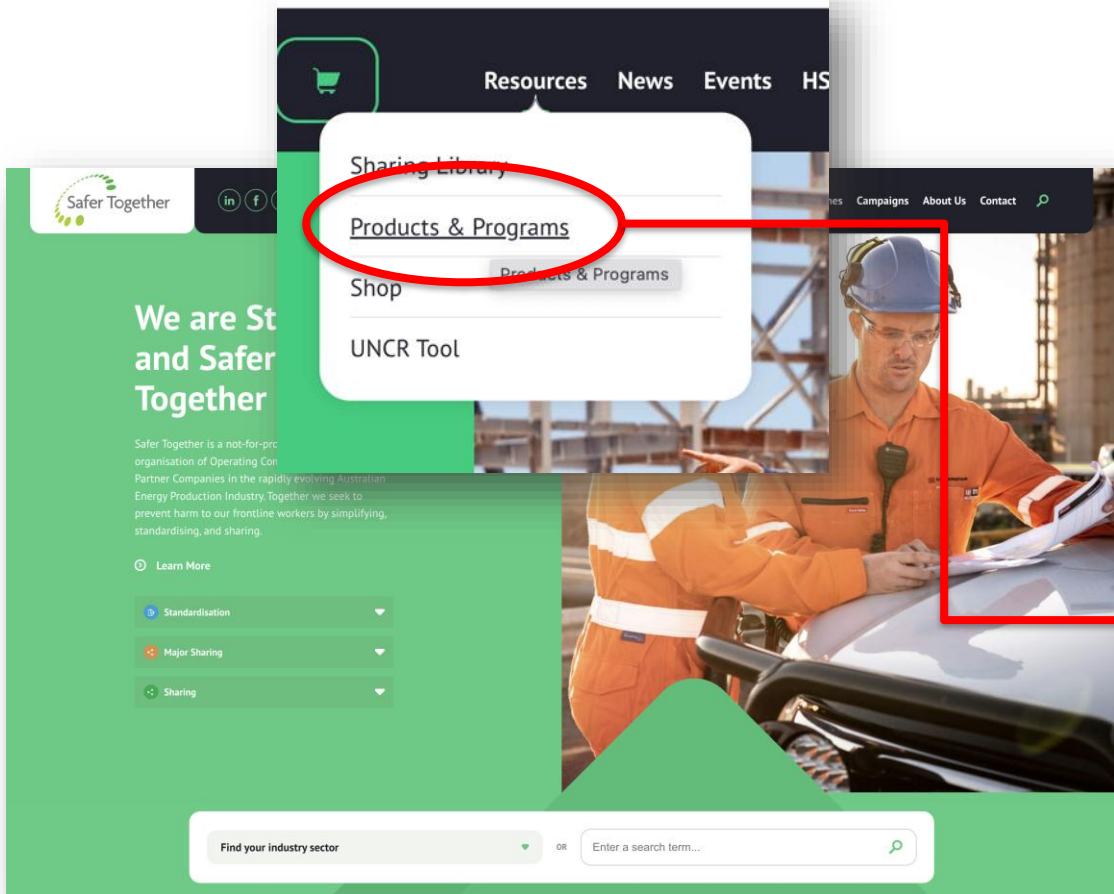 Resources News Events HS
Sharing Library
Products & Programs
Products & Programs
Shop
UNCR Tool
Safer Together
in f
Campaigns About Us Contact
We are St
and Safer
Together
Safer Together is a not-for-pro
organisation of Operating Con
Partner Companies in the rapidly evolving Australian
Energy Production Industry. Together we seek to
prevent harm to our frontline workers by simplifying,
standardising, and sharing.
Learn More
Standardisation
Major Sharing
Sharing
Find your industry sector
OR
Enter a search term...